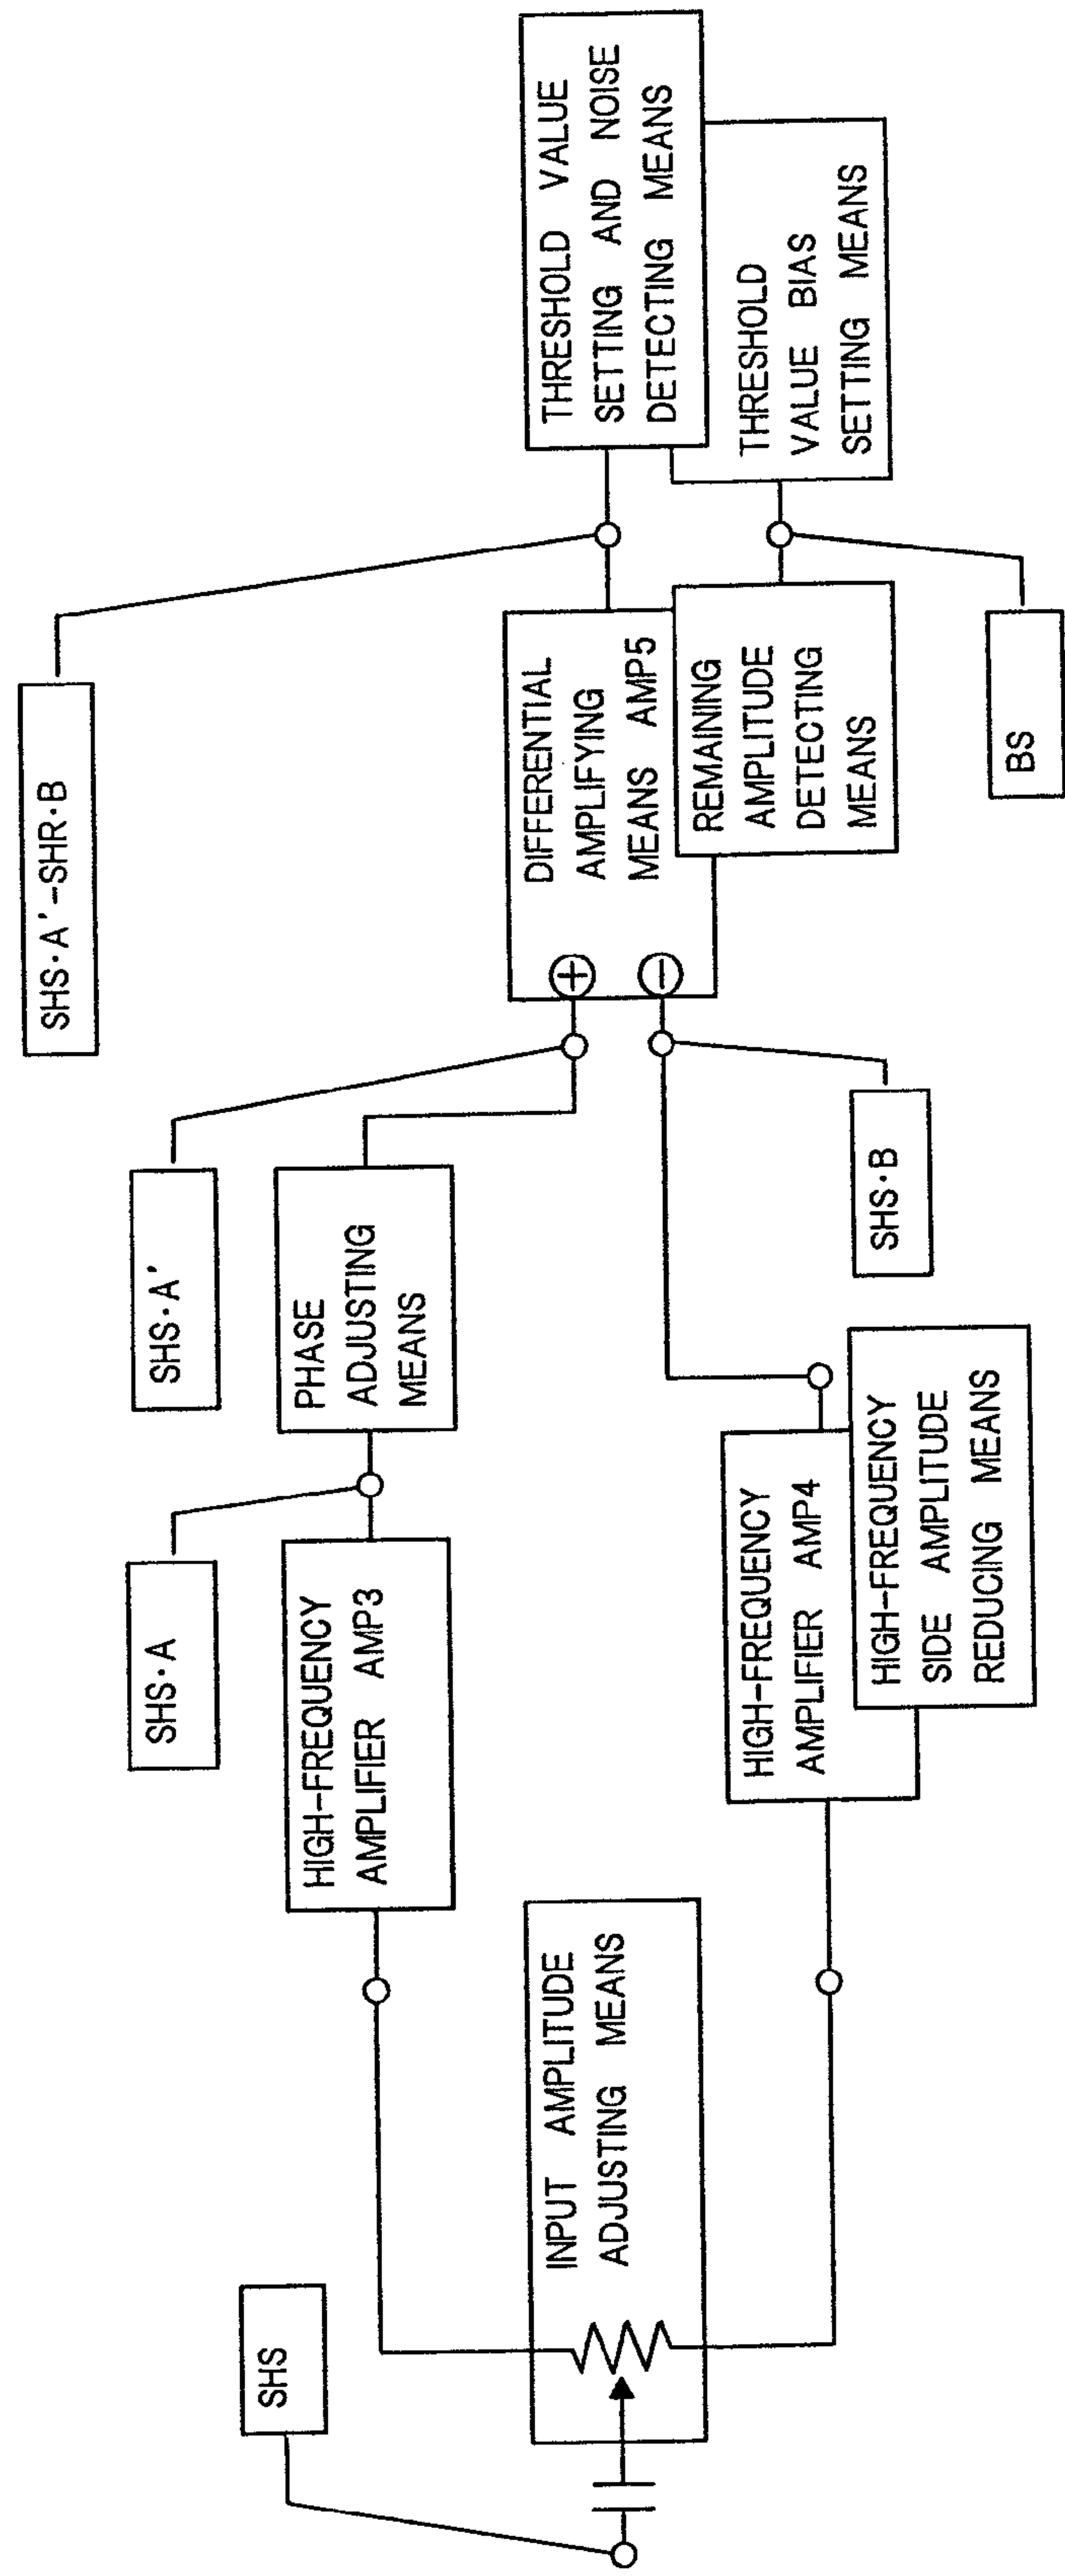 SHS
INPUT AMPLITUDE
ADJUSTING MEANS
SHS·A
HIGH-FREQUENCY
AMPLIFIER AMP3
HIGH-FREQUENCY
AMPLIFIER AMP4
HIGH-FREQUENCY
SIDE AMPLITUDE
REDUCING MEANS
SHS·A'
PHASE
ADJUSTING
MEANS
SHS·B
SHS·A'-SHR·B
+
−
DIFFERENTIAL
AMPLIFYING
MEANS AMP5
REMAINING
AMPLITUDE
DETECTING
MEANS
BS
THRESHOLD VALUE
SETTING AND NOISE
DETECTING MEANS
THRESHOLD
VALUE BIAS
SETTING MEANS